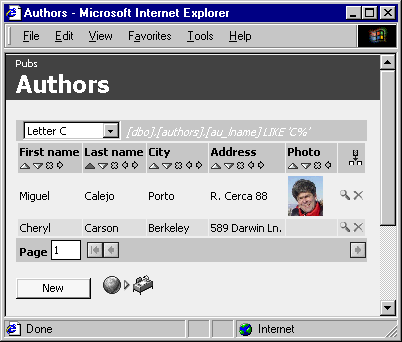 Authors - Microsoft Internet Explorer
File Edit View Favorites Tools Help
Pubs
Authors
Letter C [dbo].[authors].[au_lname] LIKE 'C%'
First name Last name City Address Photo
Miguel Calejo Porto R. Cerca 88
Cheryl Carson Berkeley 589 Darwin Ln.
Page 1
New
Done Internet